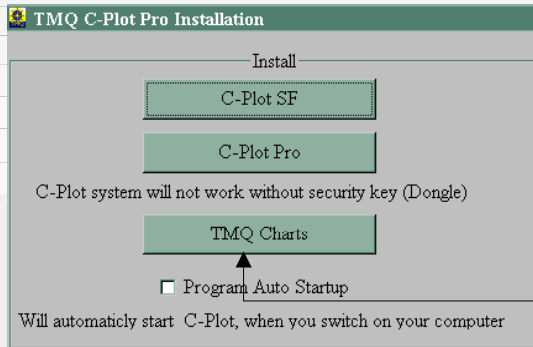 TMQ C-Plot Pro Installation
Install
C-Plot SF
C-Plot Pro
C-Plot system will not work without security key (Dongle)
TMQ Charts
Program Auto Startup
Will automaticly start C-Plot, when you switch on your computer